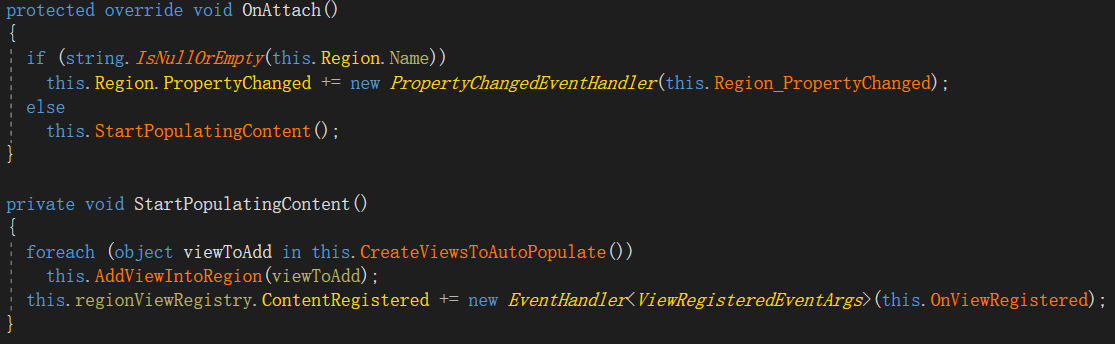 protected override void OnAttach()
{
  if (string.IsNullOrEmpty(this.Region.Name))
    this.Region.PropertyChanged += new PropertyChangedEventHandler(this.Region_PropertyChanged);
  else
    this.StartPopulatingContent();
}

private void StartPopulatingContent()
{
  foreach (object viewToAdd in this.CreateViewsToAutoPopulate())
    this.AddViewIntoRegion(viewToAdd);
  this.regionViewRegistry.ContentRegistered += new EventHandler<ViewRegisteredEventArgs>(this.OnViewRegistered);
}